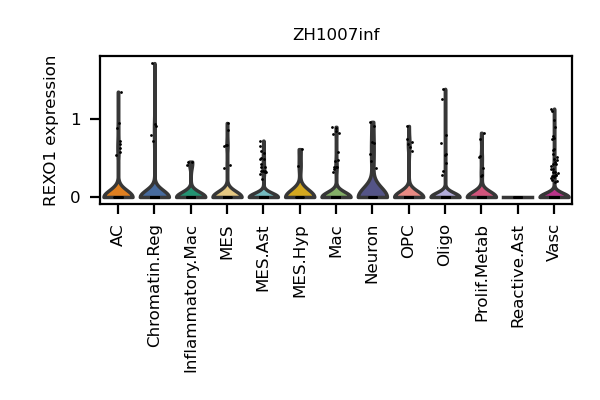 ZH1007inf
REXO1 expression
1
0
AC
Chromatin.Reg
Inflammatory.Mac
MES
MES.Ast
MES.Hyp
Mac
Neuron
OPC
Oligo
Prolif.Metab
Reactive.Ast
Vasc